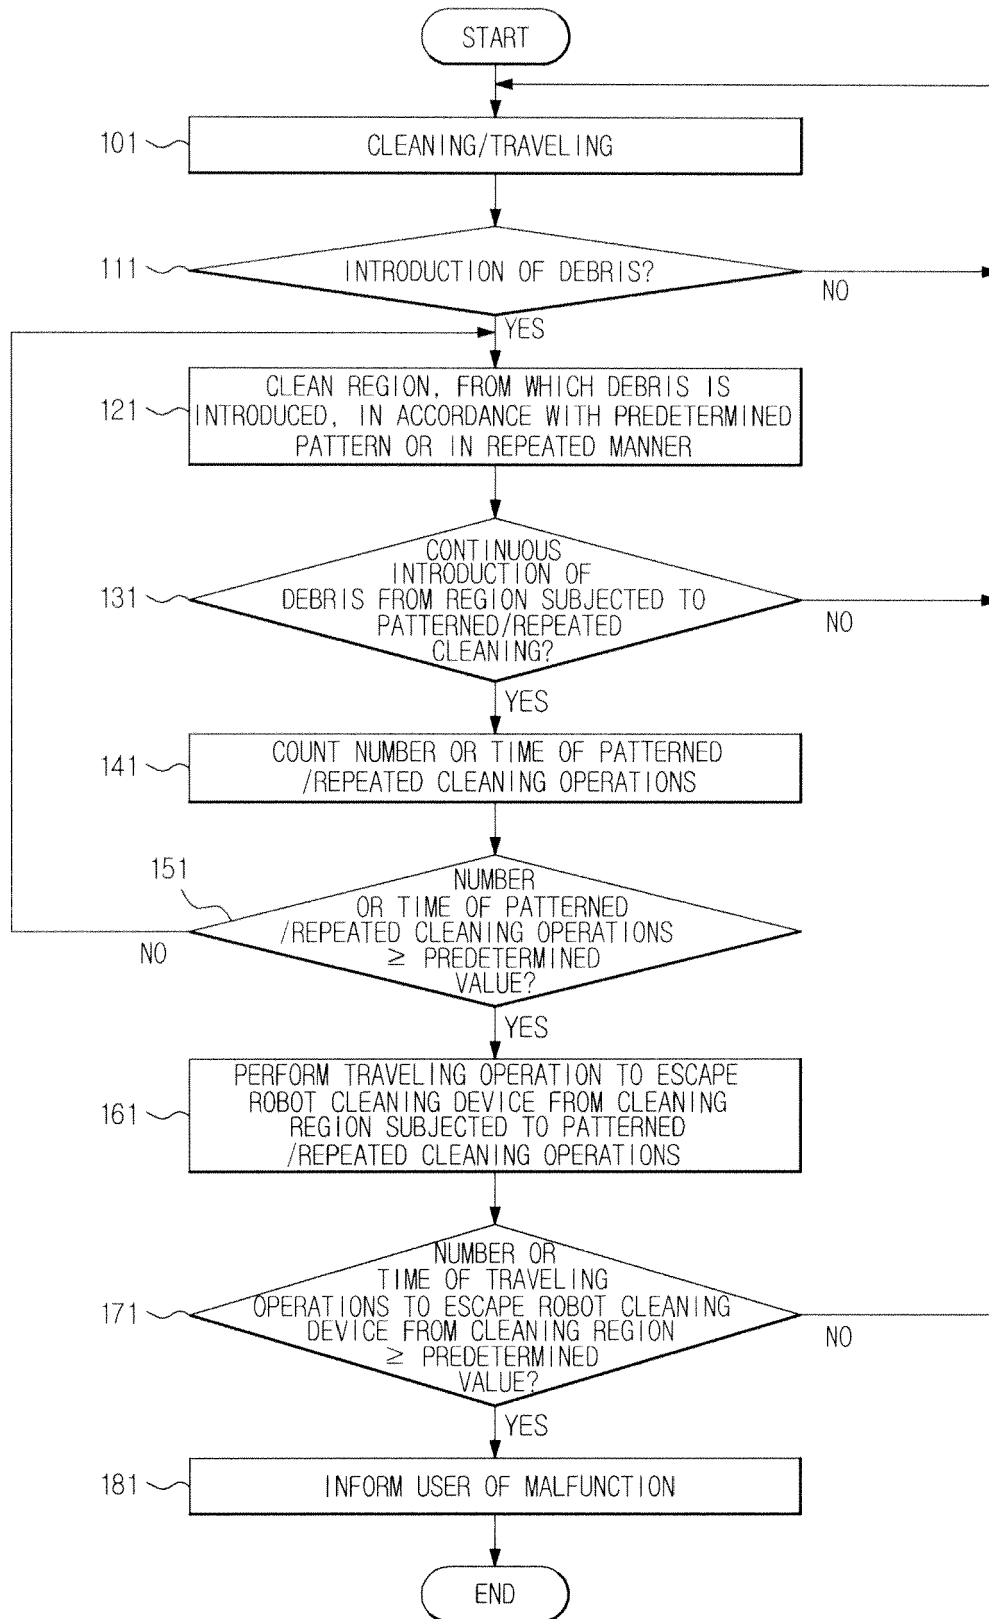 START
101
CLEANING/TRAVELING
111
INTRODUCTION OF DEBRIS?
NO
YES
121
CLEAN REGION, FROM WHICH DEBRIS IS
INTRODUCED, IN ACCORDANCE WITH PREDETERMINED
PATTERN OR IN REPEATED MANNER
131
CONTINUOUS
INTRODUCTION OF
DEBRIS FROM REGION SUBJECTED TO
PATTERNED/REPEATED
CLEANING?
NO
YES
141
COUNT NUMBER OR TIME OF PATTERNED
/REPEATED CLEANING OPERATIONS
151
NUMBER
OR TIME OF PATTERNED
/REPEATED CLEANING OPERATIONS
≥ PREDETERMINED
VALUE?
NO
YES
161
PERFORM TRAVELING OPERATION TO ESCAPE
ROBOT CLEANING DEVICE FROM CLEANING
REGION SUBJECTED TO PATTERNED
/REPEATED CLEANING OPERATIONS
171
NUMBER OR
TIME OF TRAVELING
OPERATIONS TO ESCAPE ROBOT CLEANING
DEVICE FROM CLEANING REGION
≥ PREDETERMINED
VALUE?
NO
YES
181
INFORM USER OF MALFUNCTION
END